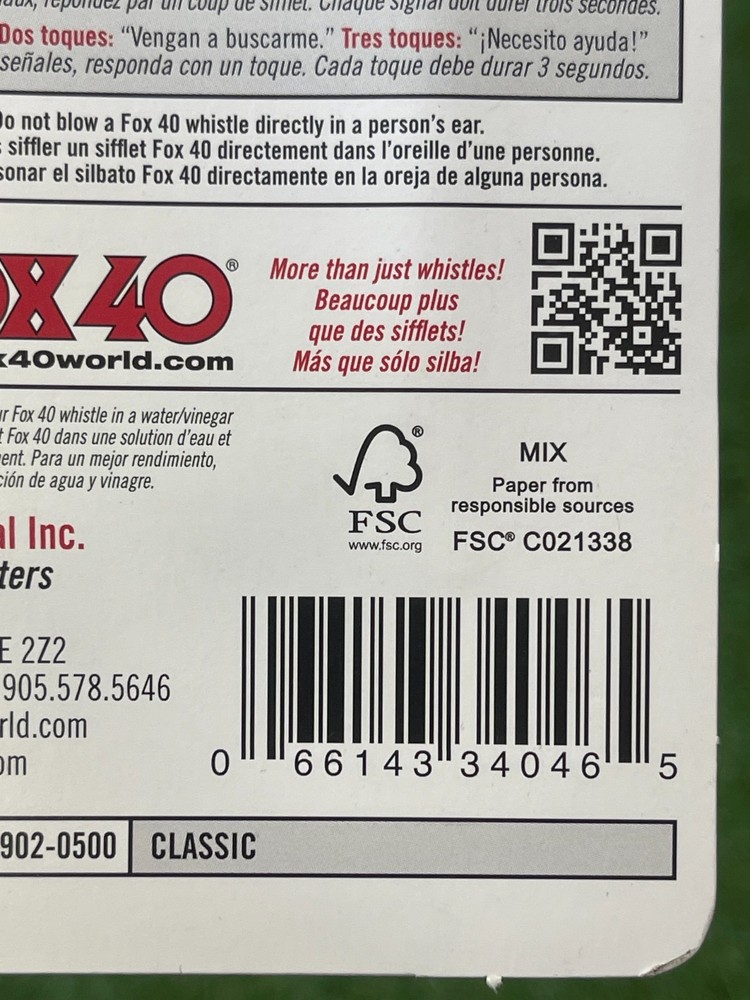 répondez par un coup de sifflet. Chaque signal doit durer trois secondes.
Dos toques: “Vengan a buscarme.” Tres toques: “¡Necesito ayuda!”
señales, responda con un toque. Cada toque debe durar 3 segundos.
Do not blow a Fox 40 whistle directly in a person’s ear.
siffler un sifflet Fox 40 directement dans l’oreille d’une personne.
sonar el silbato Fox 40 directamente en la oreja de alguna persona.
OX 40®
x40world.com
More than just whistles!
Beaucoup plus
que des sifflets!
Más que sólo silba!
ur Fox 40 whistle in a water/vinegar
t Fox 40 dans une solution d’eau et
ent. Para un mejor rendimiento,
ción de agua y vinagre.
®
FSC
www.fsc.org
MIX
Paper from
responsible sources
FSC® C021338
al Inc.
ters
E 2Z2
905.578.5646
rld.com
om
0 66143 34046 5
902-0500
CLASSIC